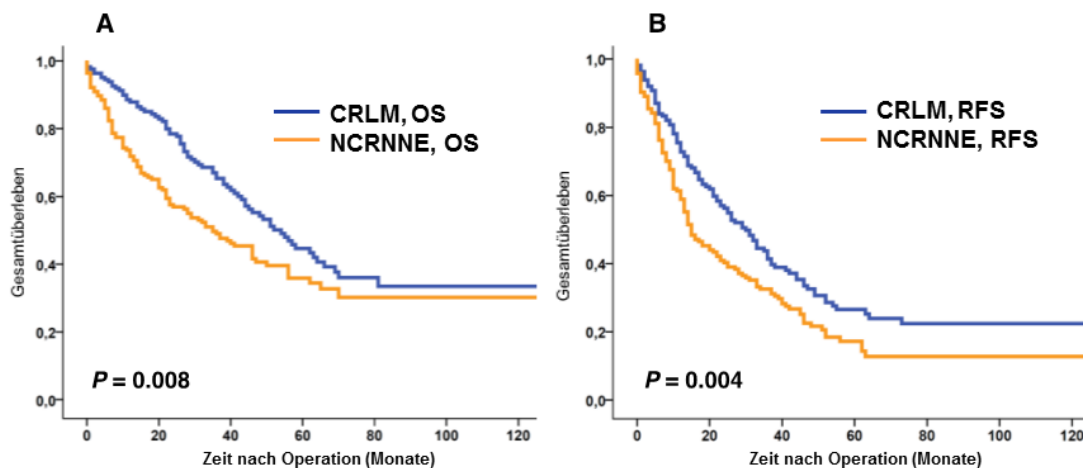 A
Gesamtüberleben
1,0
0,8
0,6
0,4
0,2
0,0
CRLM, OS
NCRNNE, OS
P = 0.008
0 20 40 60 80 100 120
Zeit nach Operation (Monate)
B
Gesamtüberleben
1,0
0,8
0,6
0,4
0,2
0,0
CRLM, RFS
NCRNNE, RFS
P = 0.004
0 20 40 60 80 100 120
Zeit nach Operation (Monate)